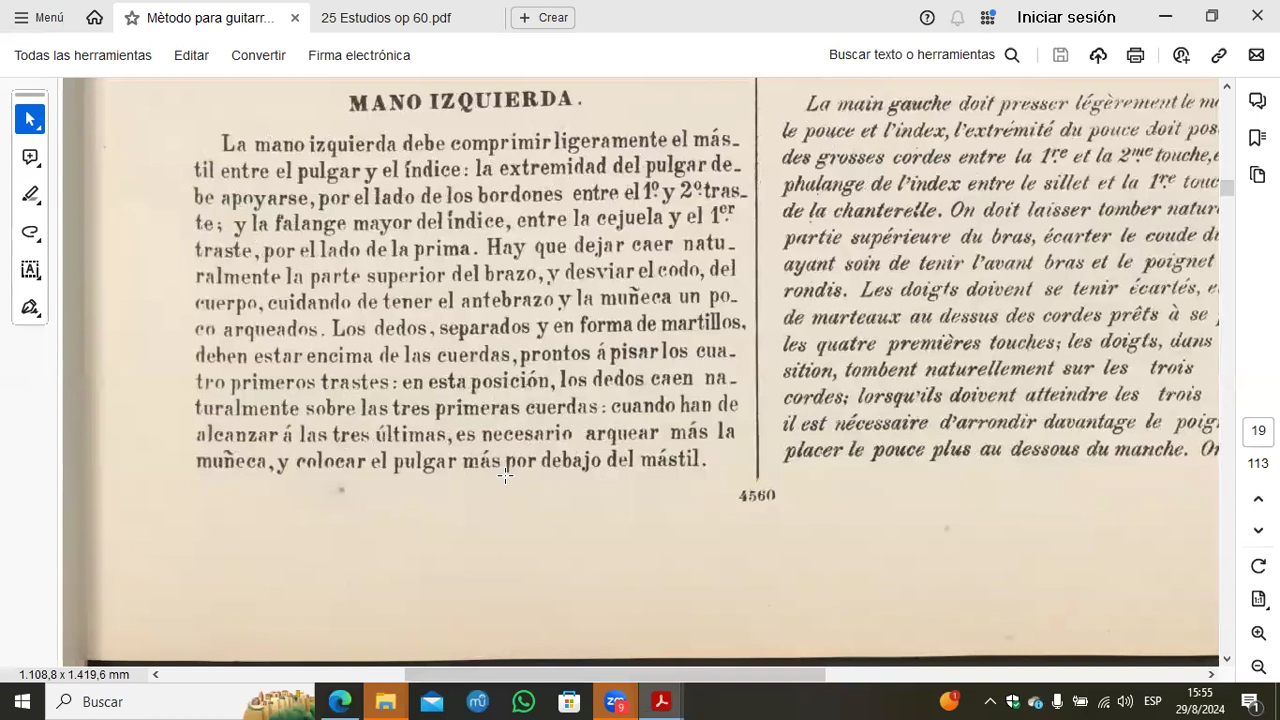 Menú
Mètodo para guitarr...
25 Estudios op 60.pdf
Crear
Iniciar sesión
Todas las herramientas
Editar
Convertir
Firma electrónica
Buscar texto o herramientas
MANO IZQUIERDA.
La mano izquierda debe comprimir ligeramente el más-
til entre el pulgar y el índice: la extremidad del pulgar de-
be apoyarse, por el lado de los bordones entre el 1º. y 2º. tras-
te; y la falange mayor del índice, entre la cejuela y el 1er
traste, por el lado de la prima. Hay que dejar caer natu-
ralmente la parte superior del brazo, y desviar el codo, del
cuerpo, cuidando de tener el antebrazo y la muñeca un po-
co arqueados. Los dedos, separados y en forma de martillos,
deben estar encima de las cuerdas, prontos á pisar los cua-
tro primeros trastes: en esta posición, los dedos caen na-
turalmente sobre las tres primeras cuerdas: cuando han de
alcanzar á las tres últimas, es necesario arquear más la
muñeca, y colocar el pulgar más por debajo del mástil.
La main gauche doit presser légèrement le
le pouce et l'index, l'extrémité du pouce doit
des grosses cordes entre la 1re et la 2me touche,
phalange de l'index entre le sillet et la 1re
de la chanterelle. On doit laisser tomber
partie supérieure du bras, écarter le coude
ayant soin de tenir l'avant bras et le poignet
rondis. Les doigts doivent se tenir écartés,
de marteaux au dessus des cordes prêts à se
les quatre premières touches; les doigts, dans
sition, tombent naturellement sur les trois
cordes; lorsqu'ils doivent atteindre les trois
il est nécessaire d'arrondir davantage le
placer le pouce plus au dessous du manche.
4560
19
113
1.108,8 x 1.419,6 mm
Buscar
9
1
ESP
15:55
29/8/2024
1